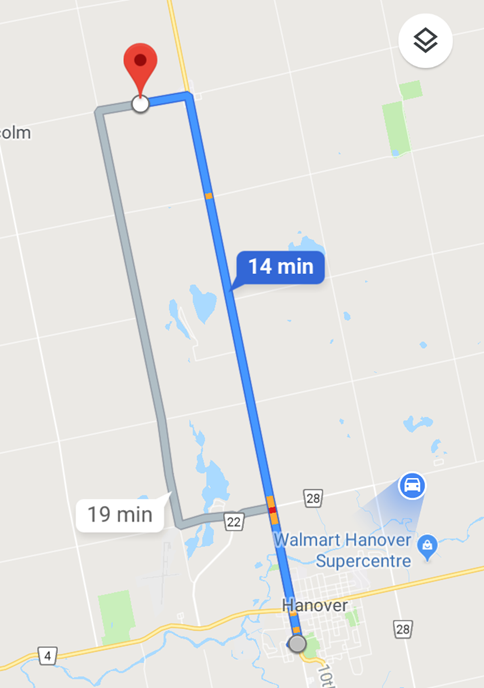 olm
14 min
28
19 min
22
Walmart Hanover
Supercentre
Hanover
28
4
10th